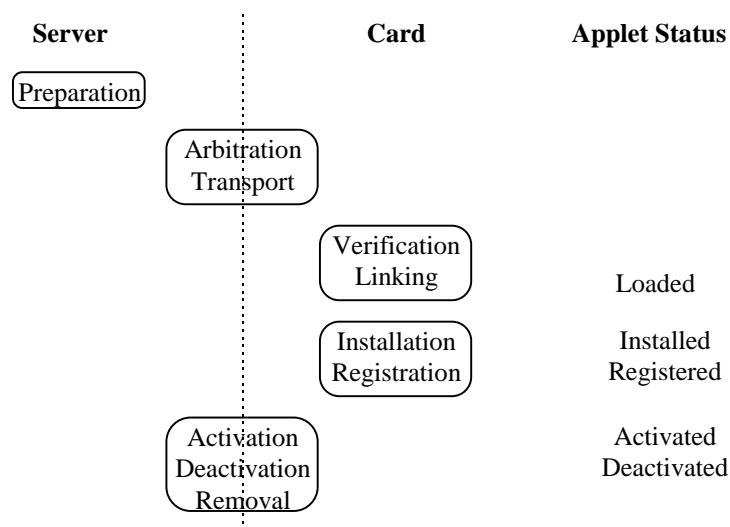 Server Card Applet Status
Preparation
Arbitration
Transport
Verification
Linking
Loaded
Installation
Registration
Installed
Registered
Activation
Deactivation
Removal
Activated
Deactivated